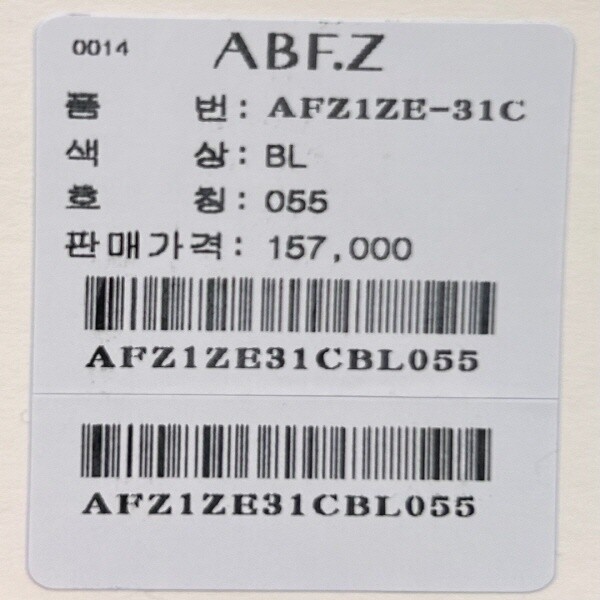 0014 ABF.Z
품 번: AFZ1ZE-31C
색 상: BL
호 칭: 055
판매가격: 157,000
AFZ1ZE31CBL055
AFZ1ZE31CBL055